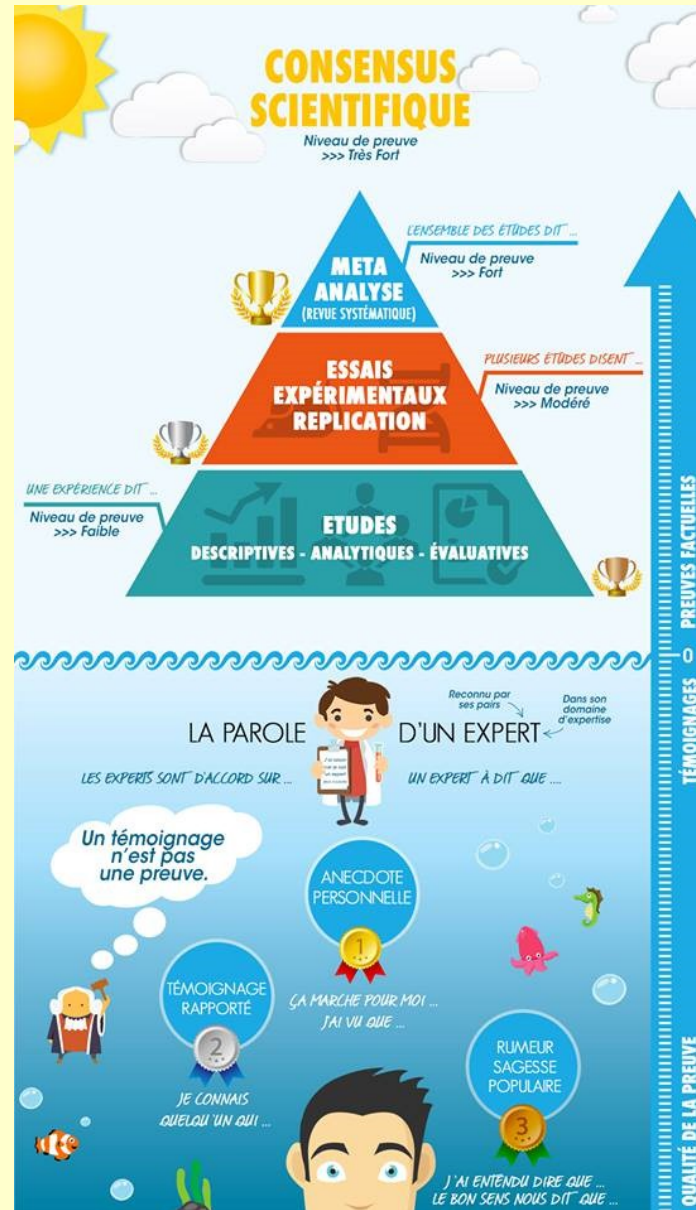 CONSENSUS
SCIENTIFIQUE
Niveau de preuve
>>> Très Fort
L'ENSEMBLE DES ÉTUDES DIT ...
Niveau de preuve
>>> Fort
META
ANALYSE
(REVUE SYSTÉMATIQUE)
PLUSIEURS ÉTUDES DISENT ...
Niveau de preuve
>>> Modéré
ESSAIS
EXPÉRIMENTAUX
REPLICATION
UNE EXPÉRIENCE DIT ...
Niveau de preuve
>>> Faible
ETUDES
DESCRIPTIVES - ANALYTIQUES - ÉVALUATIVES
PREUVES FACTUELLES
0
TÉMOIGNAGES
QUALITÉ DE LA PREUVE
Reconnu par
ses pairs
Dans son
domaine
d'expertise
LA PAROLE D'UN EXPERT
LES EXPERTS SONT D'ACCORD SUR ...
UN EXPERT À DIT QUE ....
Un témoignage
n'est pas
une preuve.
ANECDOTE
PERSONNELLE
1
ÇA MARCHE POUR MOI ...
J'AI VU QUE ...
TÉMOIGNAGE
RAPPORTÉ
2
JE CONNAIS
QUELQU'UN QUI ...
RUMEUR
SAGESSE
POPULAIRE
3
J'AI ENTENDU DIRE QUE ...
LE BON SENS NOUS DIT QUE ...